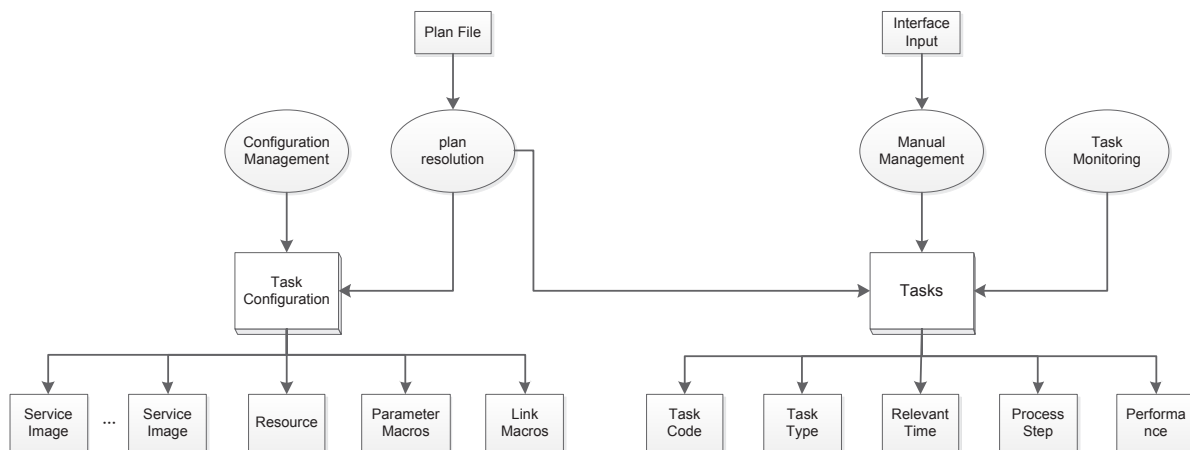 Plan File
Interface
Input
Configuration
Management
plan
resolution
Manual
Management
Task
Monitoring
Task
Configuration
Tasks
Service
Image
...
Service
Image
Resource
Parameter
Macros
Link
Macros
Task
Code
Task
Type
Relevant
Time
Process
Step
Performa
nce